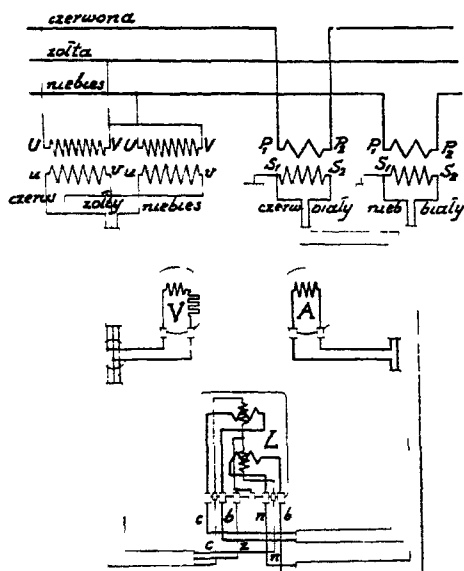 czerwona
żółta
niebies
U V U V P₁ P₂ P₁ P₂
u v u v S₁ S₂ S₁ S₂
czerw żółty niebies czerw biały nieb biały
V A
L
c b n b
c z n